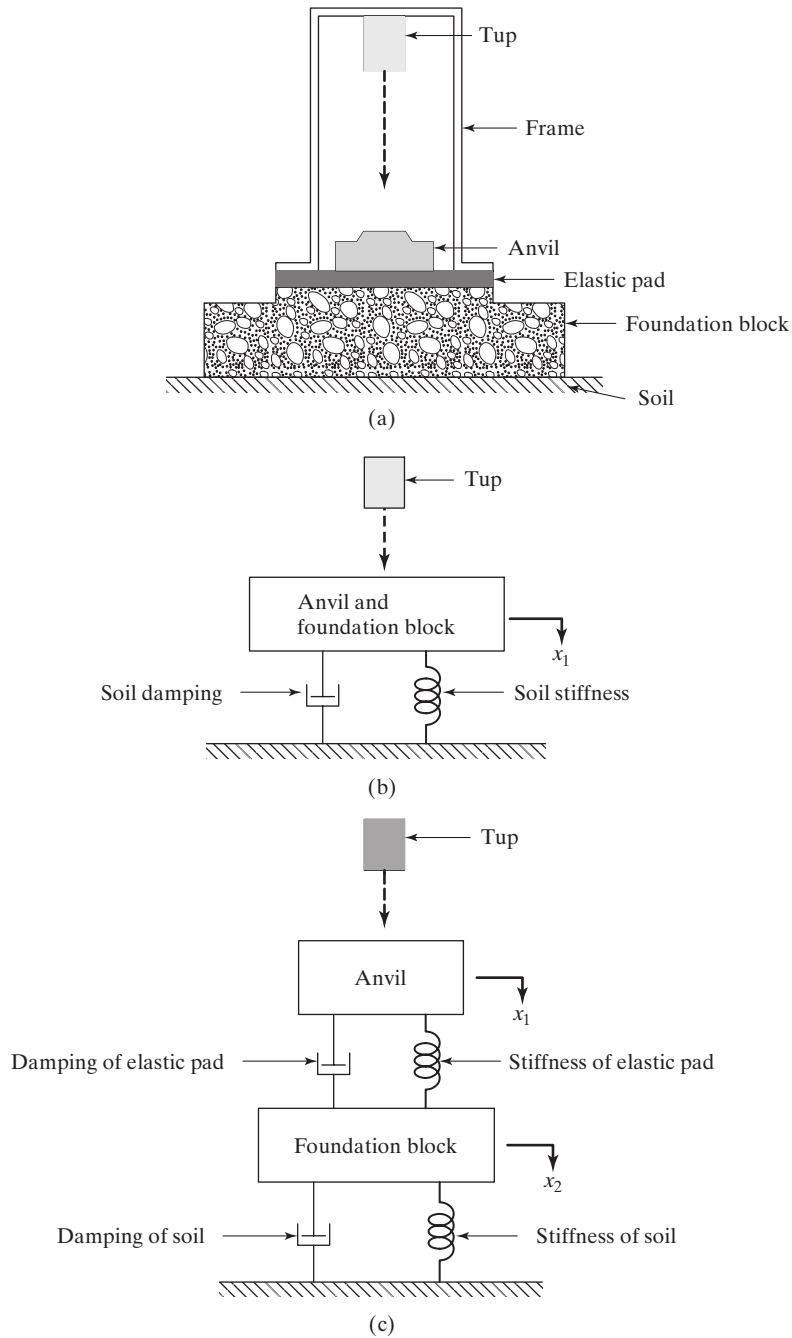 Tup
Frame
Anvil
Elastic pad
Foundation block
Soil
(a)
Tup
Anvil and
foundation block
x1
Soil damping
Soil stiffness
(b)
Tup
Anvil
x1
Damping of elastic pad
Stiffness of elastic pad
Foundation block
x2
Damping of soil
Stiffness of soil
(c)